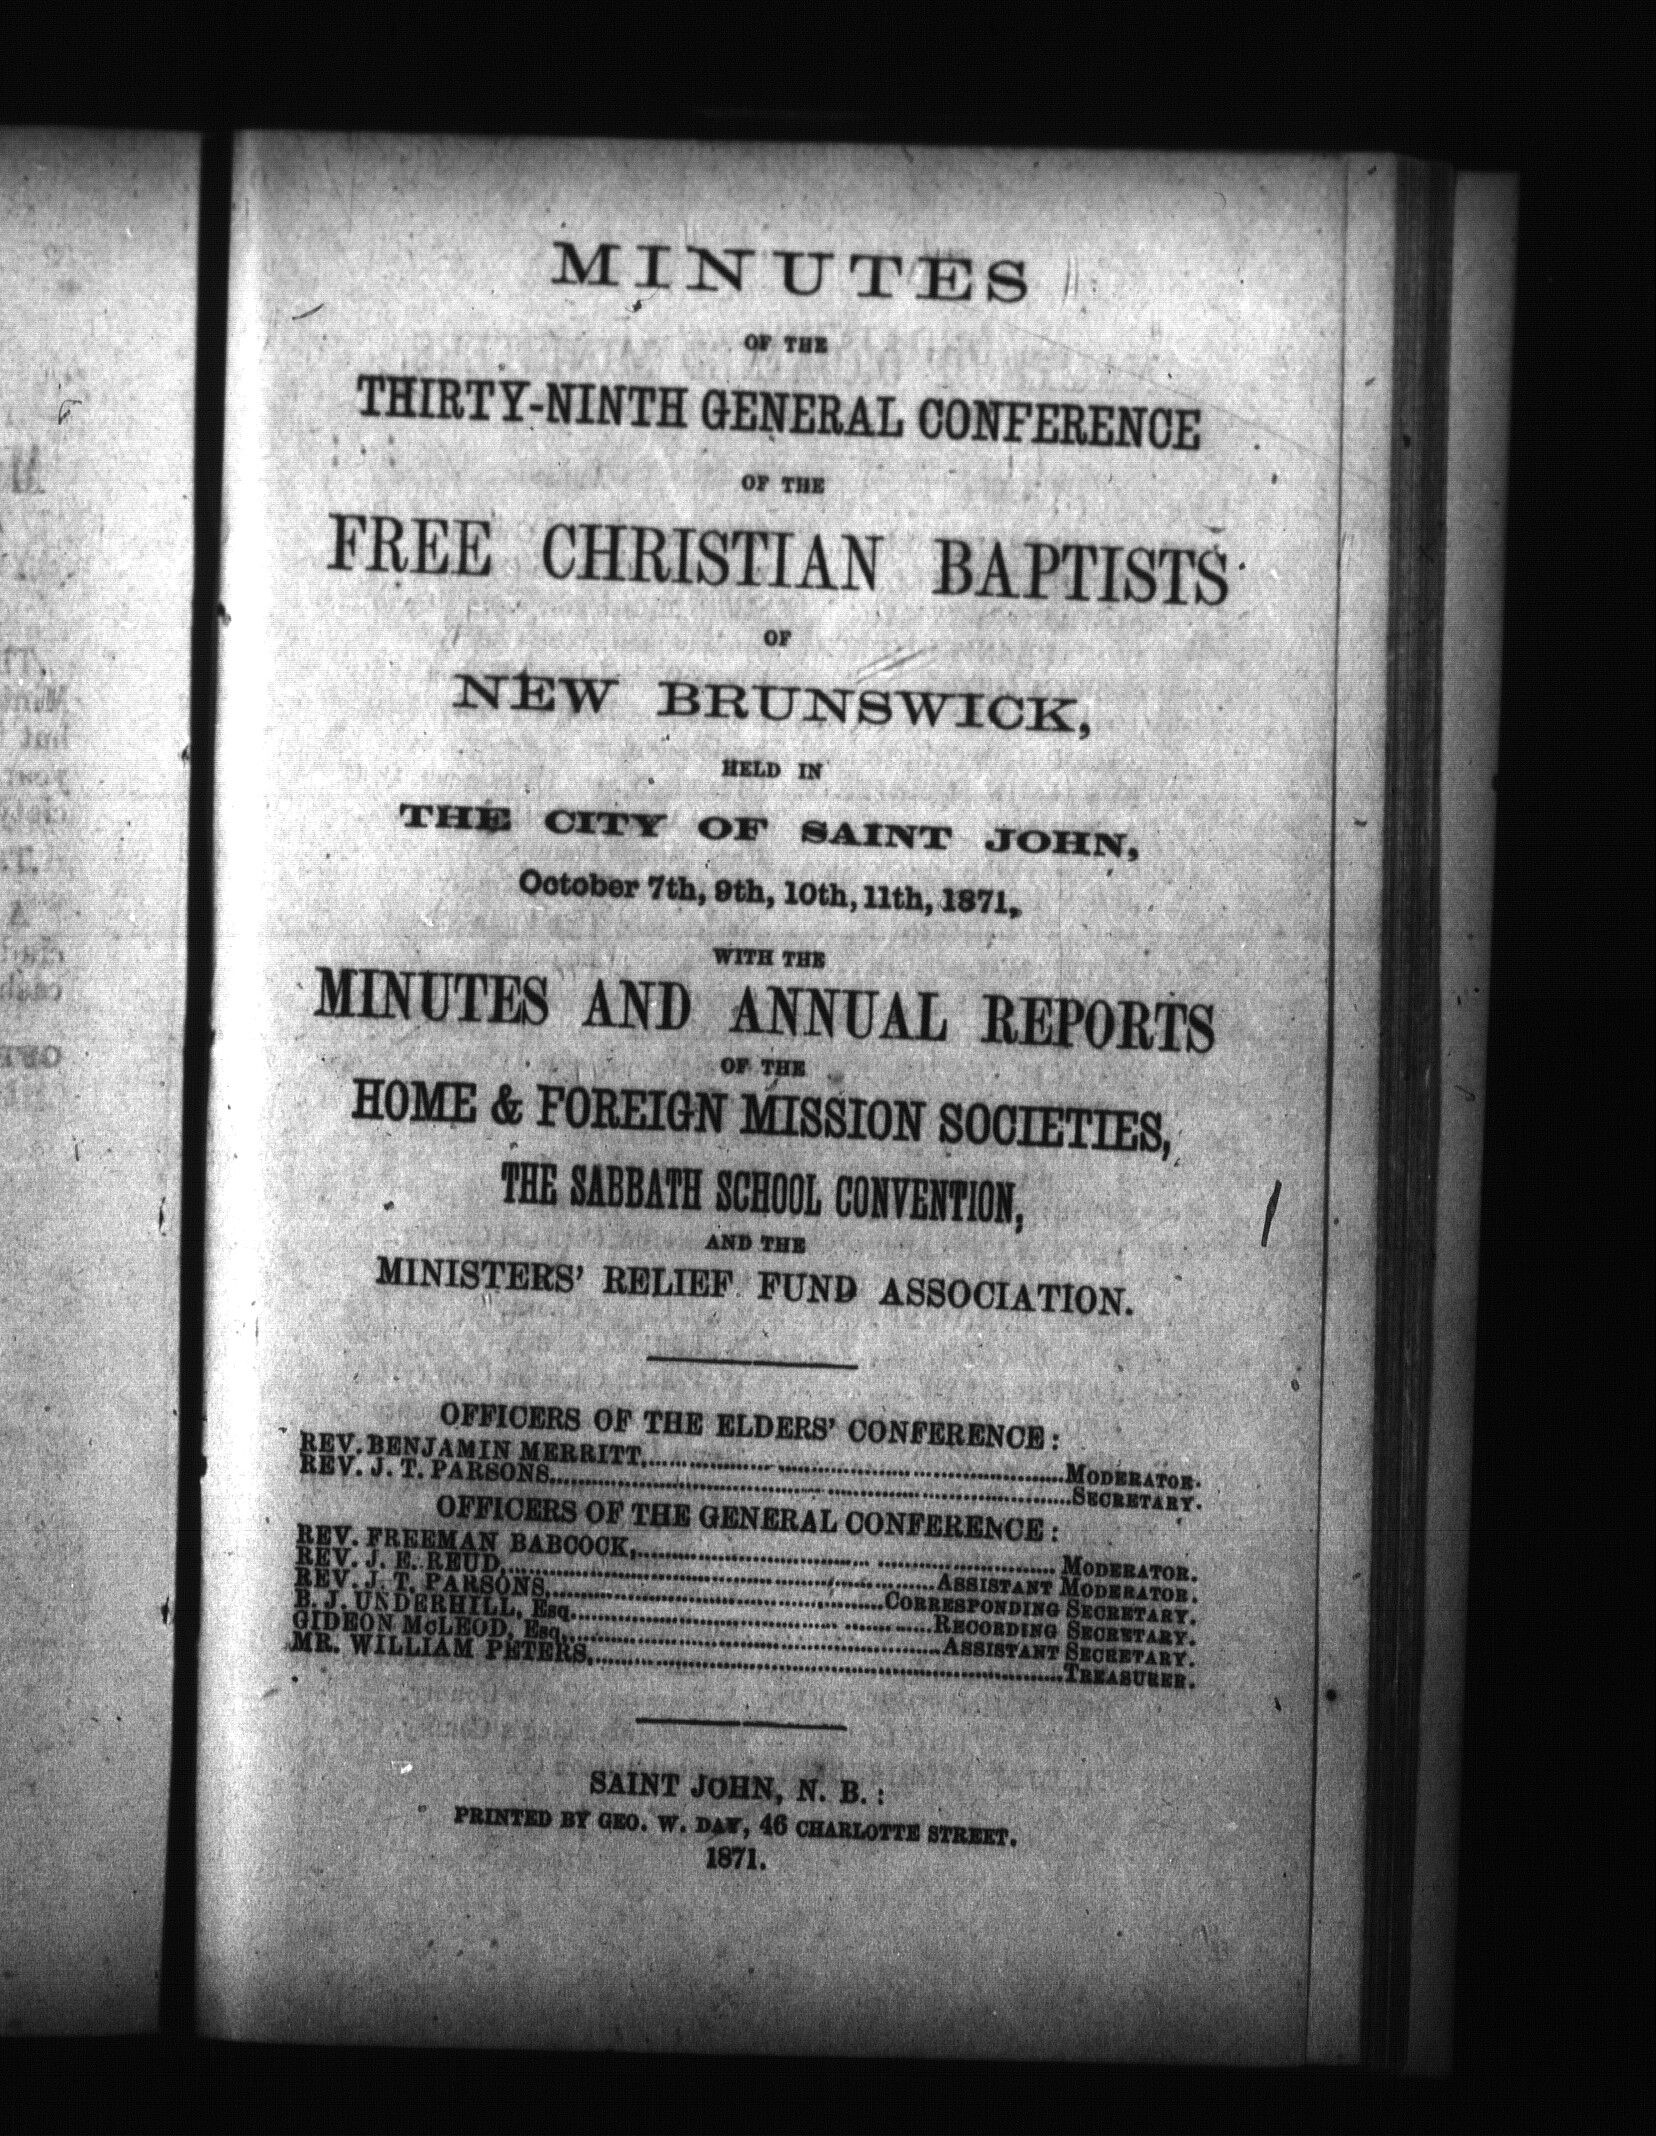 MINUTES
OF THE
THIRTY-NINTH GENERAL CONFERENCE
OF THE
FREE CHRISTIAN BAPTISTS
OF
NEW BRUNSWICK,
HELD IN
THE CITY OF SAINT JOHN,
October 7th, 9th, 10th, 11th, 1871,
WITH THE
MINUTES AND ANNUAL REPORTS
OF THE
HOME & FOREIGN MISSION SOCIETIES,
THE SABBATH SCHOOL CONVENTION,
AND THE
MINISTERS' RELIEF FUND ASSOCIATION.
OFFICERS OF THE ELDERS' CONFERENCE:
REV. BENJAMIN MERRITT,........MODERATOR.
REV. J. T. PARSONS........SECRETARY.
OFFICERS OF THE GENERAL CONFERENCE:
REV. FREEMAN BABCOCK,........MODERATOR.
REV. J. E. REUD,........ASSISTANT MODERATOR.
REV. J. T. PARSONS,........CORRESPONDING SECRETARY.
B. J. UNDERHILL, Esq.........RECORDING SECRETARY.
GIDEON McLEOD, Esq.,........ASSISTANT SECRETARY.
MR. WILLIAM PETERS,........TREASURER.
SAINT JOHN, N. B.:
PRINTED BY GEO. W. DAY, 46 CHARLOTTE STREET.
1871.